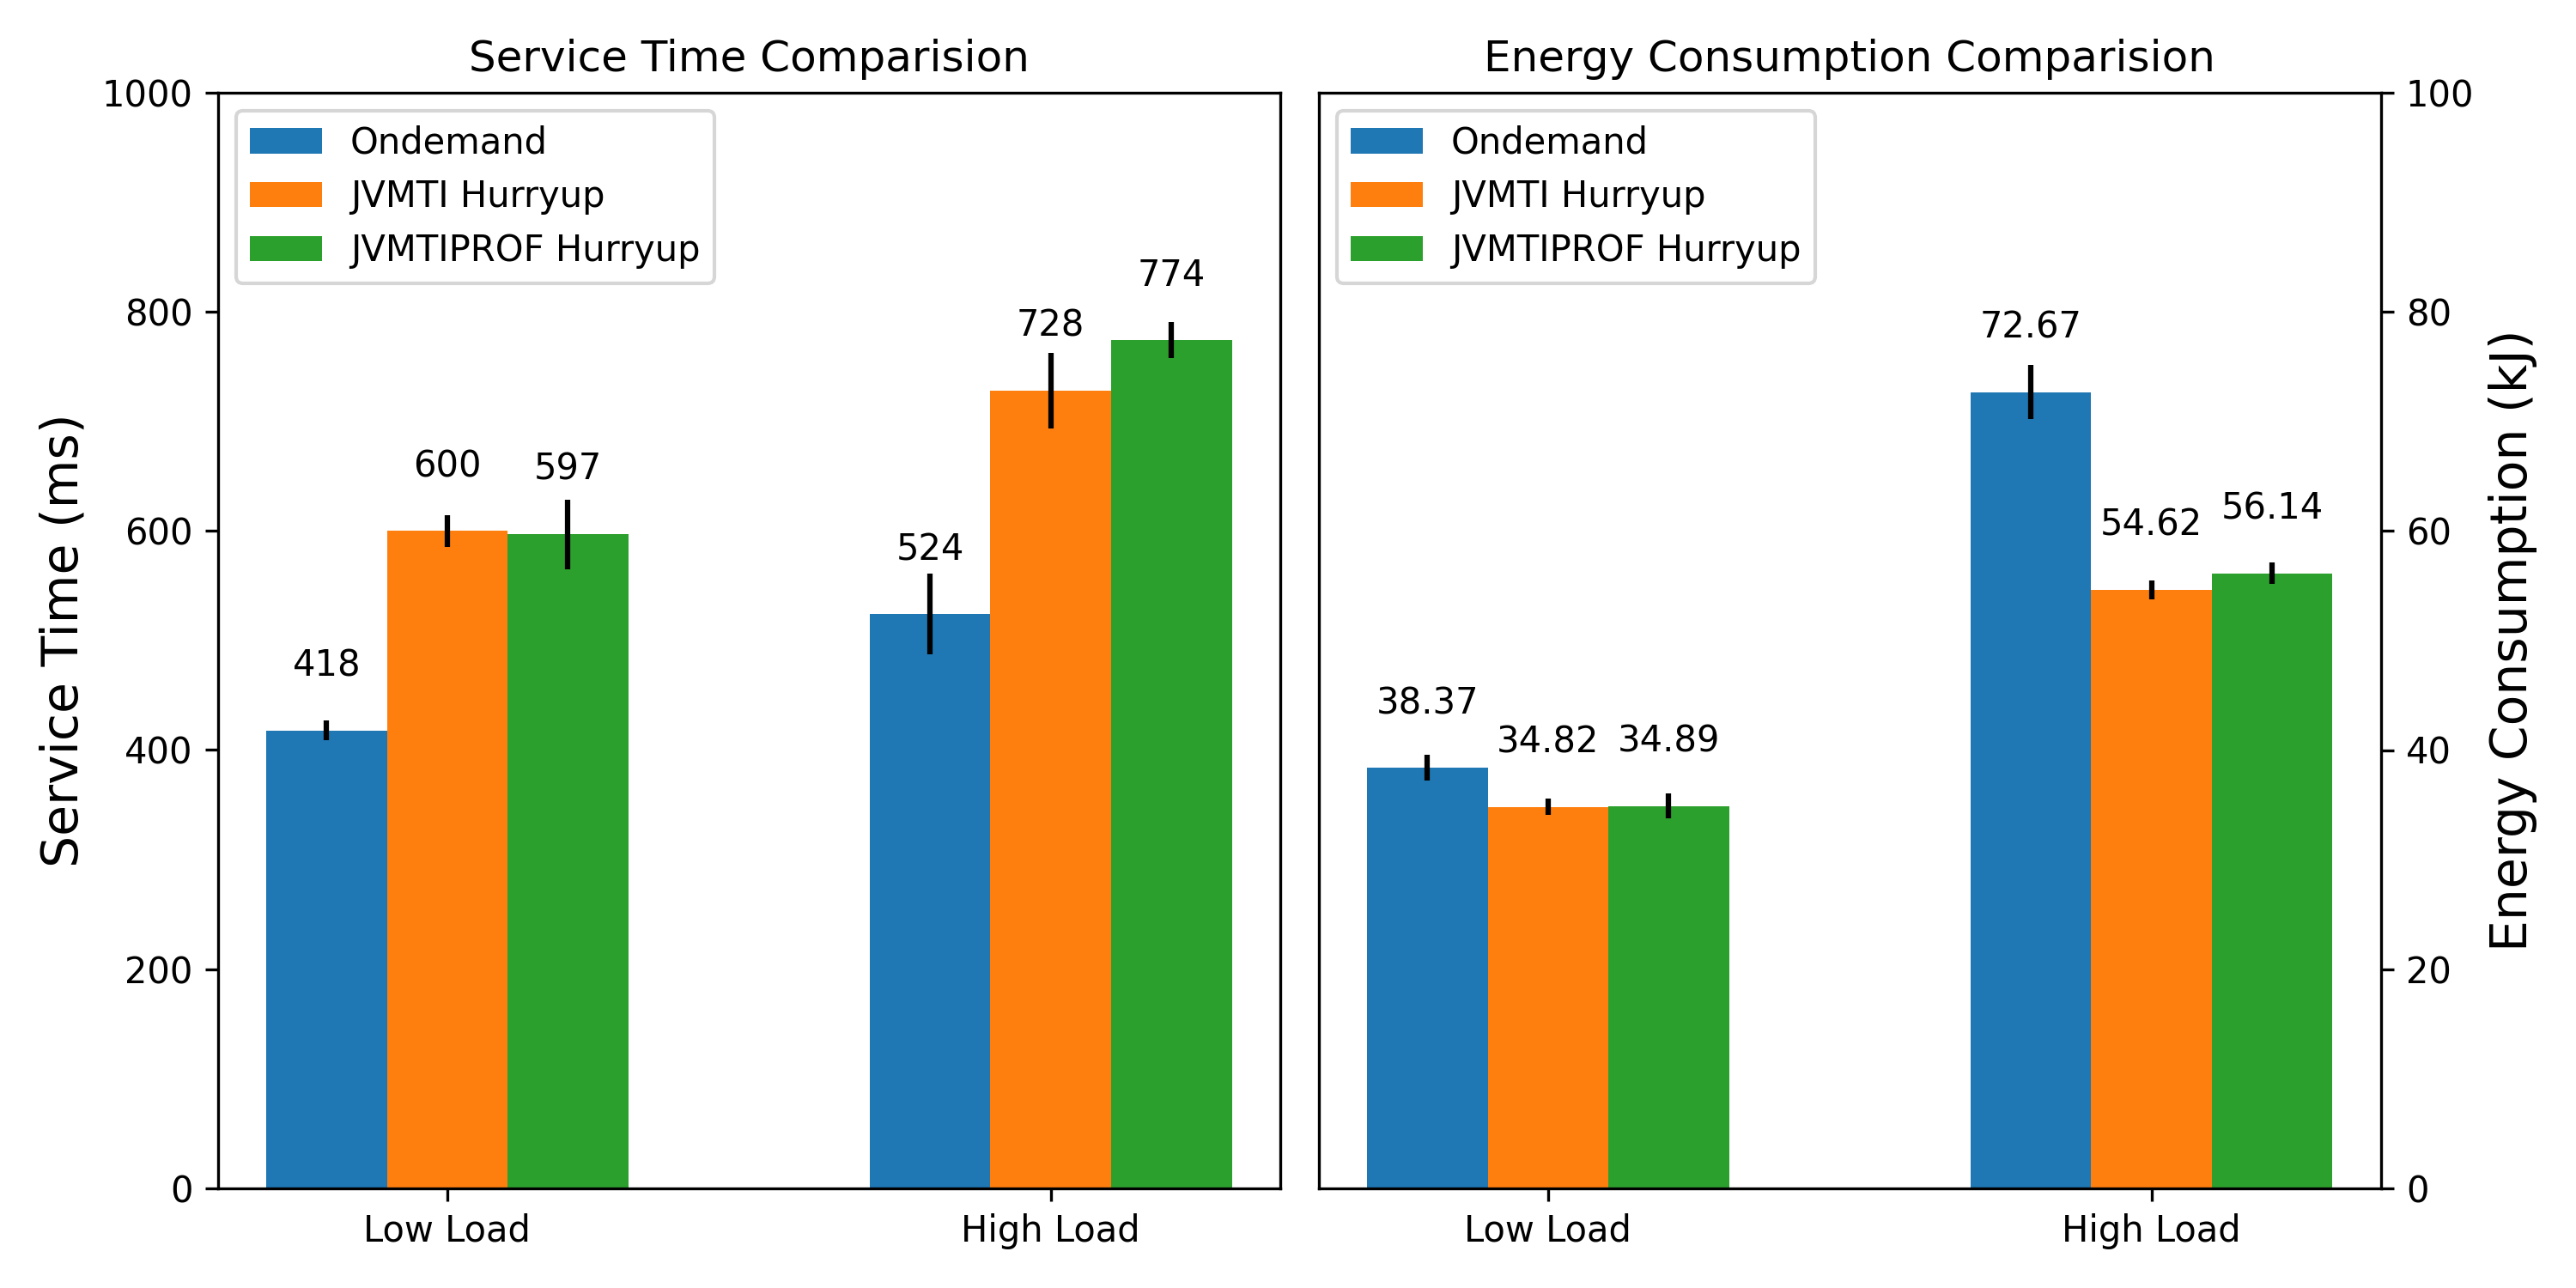 Service Time Comparision
Service Time (ms)
1000
800
600
400
200
0
Ondemand
JVMTI Hurryup
JVMTIPROF Hurryup
418
600
597
524
728
774
Low Load
High Load
Energy Consumption Comparision
Ondemand
JVMTI Hurryup
JVMTIPROF Hurryup
38.37
34.82
34.89
72.67
54.62
56.14
Low Load
High Load
100
80
60
40
20
0
Energy Consumption (kJ)